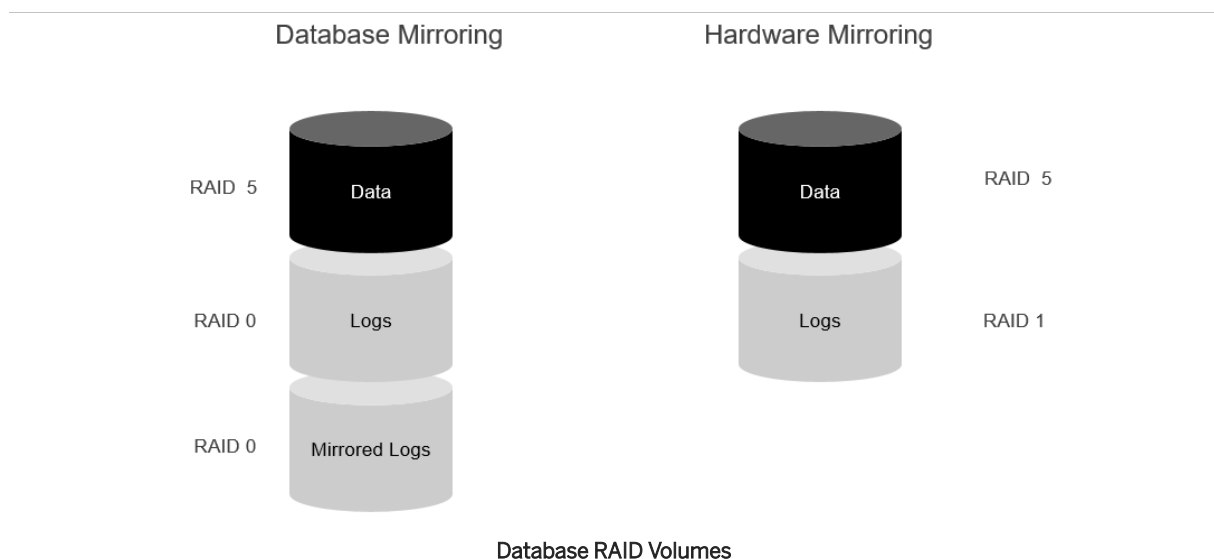 Database Mirroring
Hardware Mirroring
RAID 5
Data
Data
RAID 5
RAID 0
Logs
Logs
RAID 1
RAID 0
Mirrored Logs
Database RAID Volumes